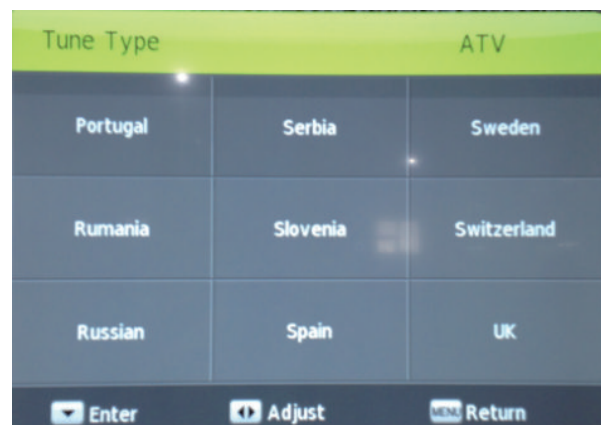 Tune Type ATV
Portugal Serbia Sweden
Rumania Slovenia Switzerland
Russian Spain UK
Enter Adjust MENU Return